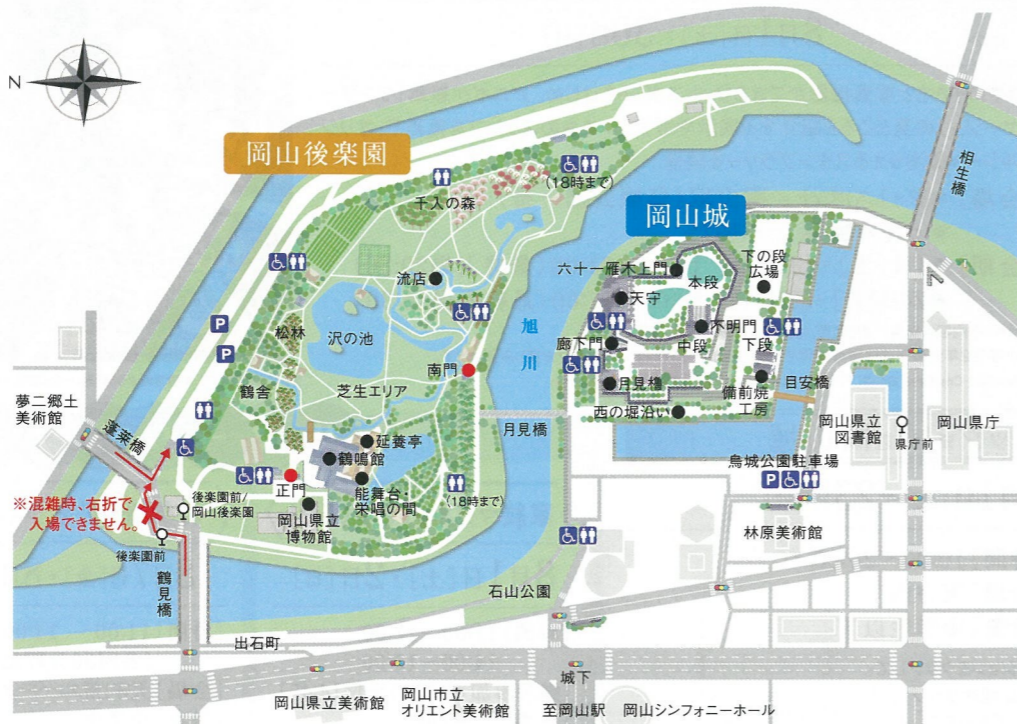 N
岡山後楽園
岡山城
相生橋
千入の森
(18時まで)
流店
沢の池
松林
鶴舎
芝生エリア
南門
旭川
六十一雁木上門
本段
下の段
広場
天守
不明門
廊下門
中段
下段
月見櫓
備前焼
工房
目安橋
西の堀沿い
月見橋
夢二郷土
美術館
蓬莱橋
延養亭
鶴鳴館
正門
能舞台・
栄唱の間
(18時まで)
岡山県立
博物館
後楽園前/
岡山後楽園
※混雑時、右折で
入場できません。
後楽園前
鶴見橋
P
P
岡山県立
図書館
県庁前
岡山県庁
烏城公園駐車場
P
林原美術館
石山公園
出石町
城下
岡山県立美術館
岡山市立
オリエント美術館
至岡山駅
岡山シンフォニーホール